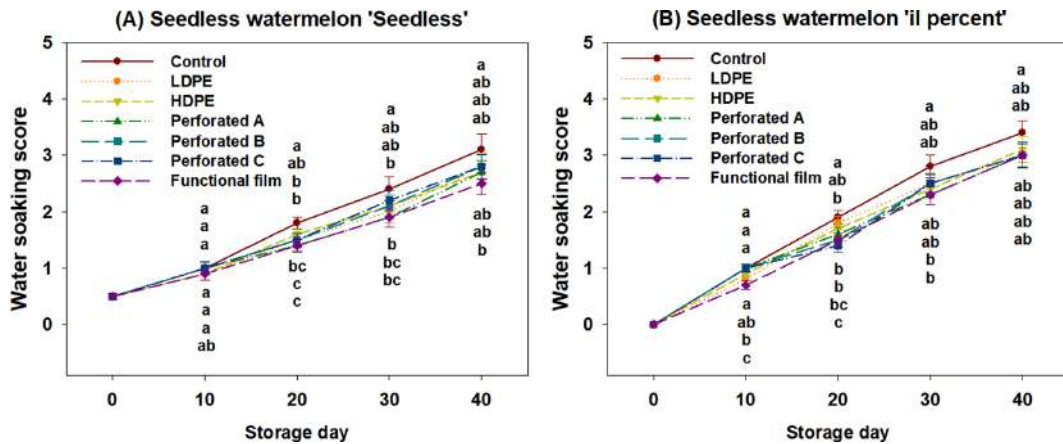 (A) Seedless watermelon 'Seedless'
Water soaking score
5
4
3
2
1
0
Control
LDPE
HDPE
Perforated A
Perforated B
Perforated C
Functional film
a
a
a
a
a
a
ab
a
ab
b
b
bc
c
c
a
ab
ab
b
b
bc
bc
a
ab
ab
ab
ab
ab
b
0 10 20 30 40
Storage day
(B) Seedless watermelon 'il percent'
Water soaking score
5
4
3
2
1
0
Control
LDPE
HDPE
Perforated A
Perforated B
Perforated C
Functional film
a
a
a
a
ab
b
c
a
ab
b
b
b
bc
c
a
ab
ab
ab
ab
b
b
a
ab
ab
ab
ab
ab
ab
0 10 20 30 40
Storage day